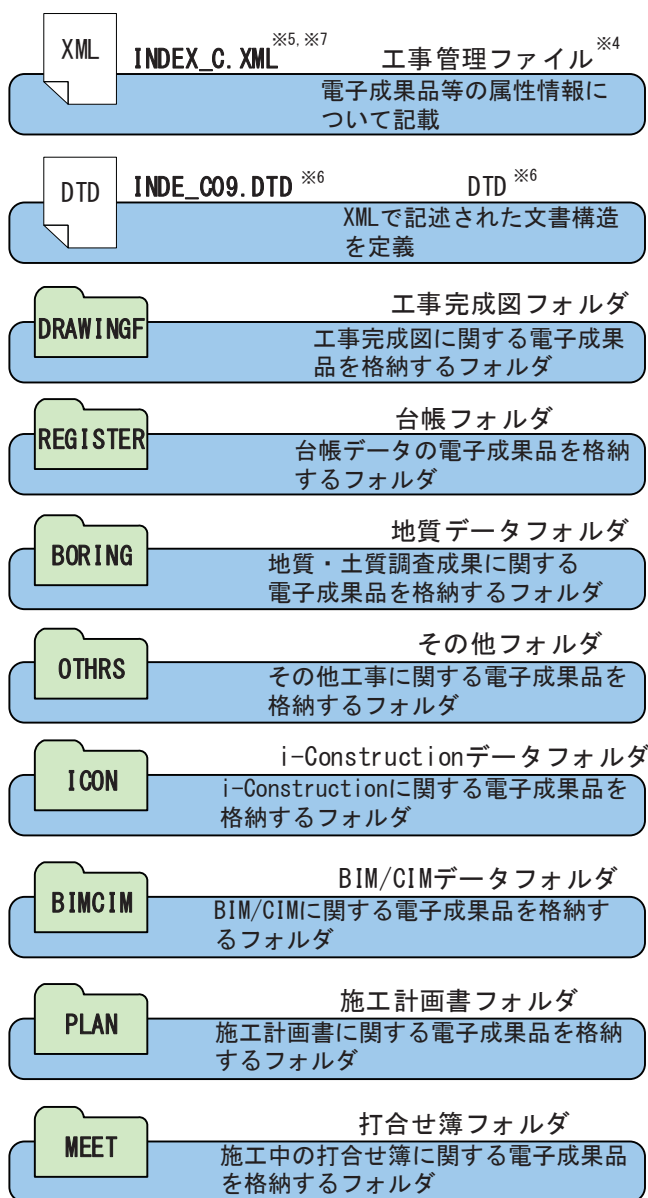 XML
INDEX_C.XML※5,※7 工事管理ファイル※4
電子成果品等の属性情報に
ついて記載
DTD
INDE_C09.DTD※6 DTD※6
XMLで記述された文書構造
を定義
工事完成図フォルダ
DRAWINGF
工事完成図に関する電子成果
品を格納するフォルダ
台帳フォルダ
REGISTER
台帳データの電子成果品を格納
するフォルダ
地質データフォルダ
BORING
地質・土質調査成果に関する
電子成果品を格納するフォルダ
その他フォルダ
OTHRS
その他工事に関する電子成果品を
格納するフォルダ
i-Constructionデータフォルダ
ICON
i-Constructionに関する電子成果品を
格納するフォルダ
BIM/CIMデータフォルダ
BIMCIM
BIM/CIMに関する電子成果品を格納す
るフォルダ
施工計画書フォルダ
PLAN
施工計画書に関する電子成果品を格納
するフォルダ
打合せ簿フォルダ
MEET
施工中の打合せ簿に関する電子成果品
を格納するフォルダ